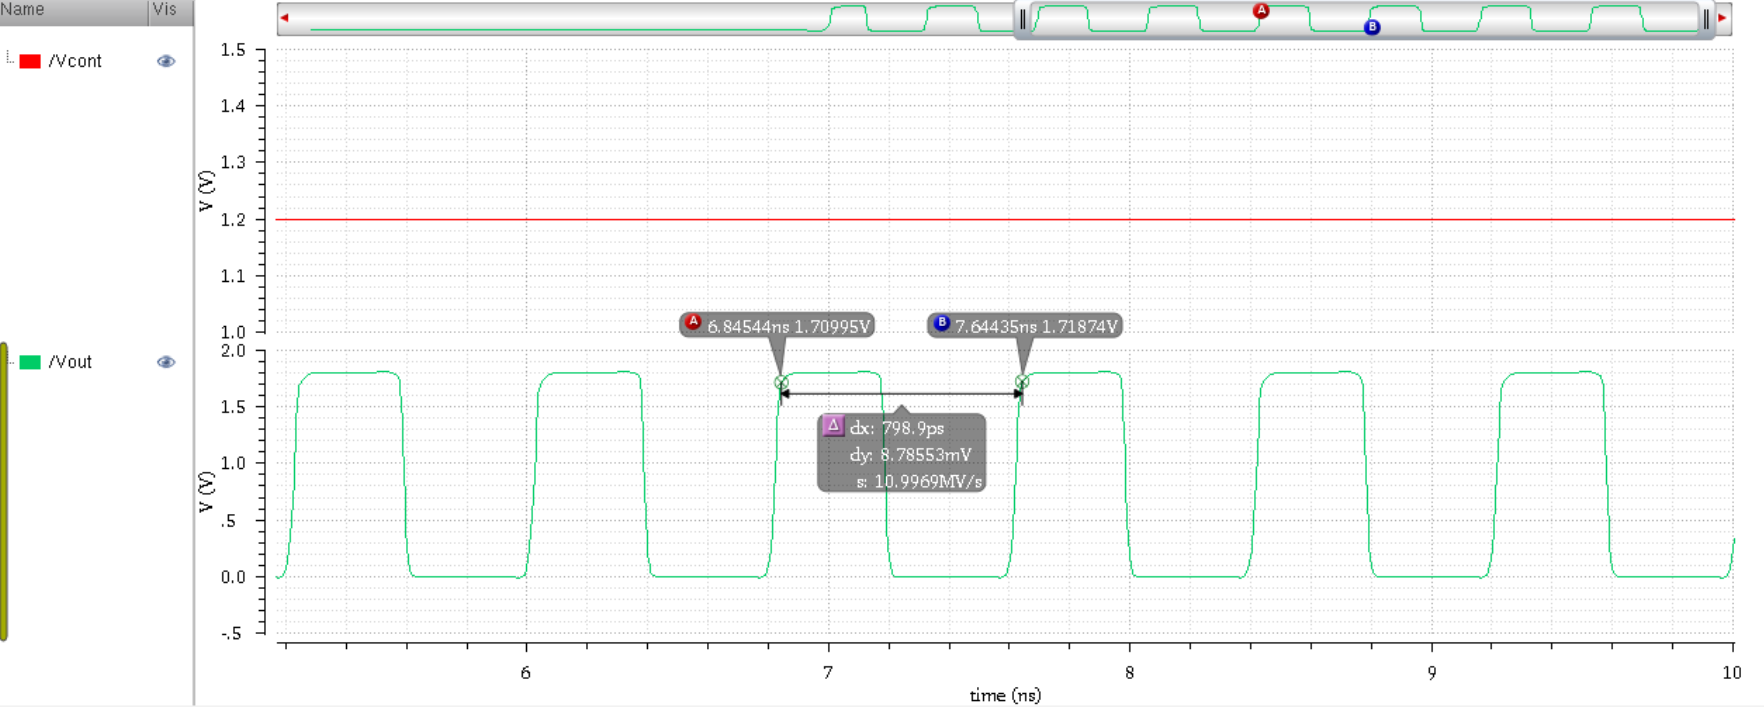 Name Vis
/Vcont
/Vout
A
B
1.5
1.4
1.3
1.2
1.1
1.0
V (V)
A 6.84544ns 1.70995V
B 7.64435ns 1.71874V
2.0
1.5
1.0
.5
0.0
-.5
V (V)
Δ dx: 798.9ps
dy: 8.78553mV
s: 10.9969MV/s
6 7 8 9 10
time (ns)